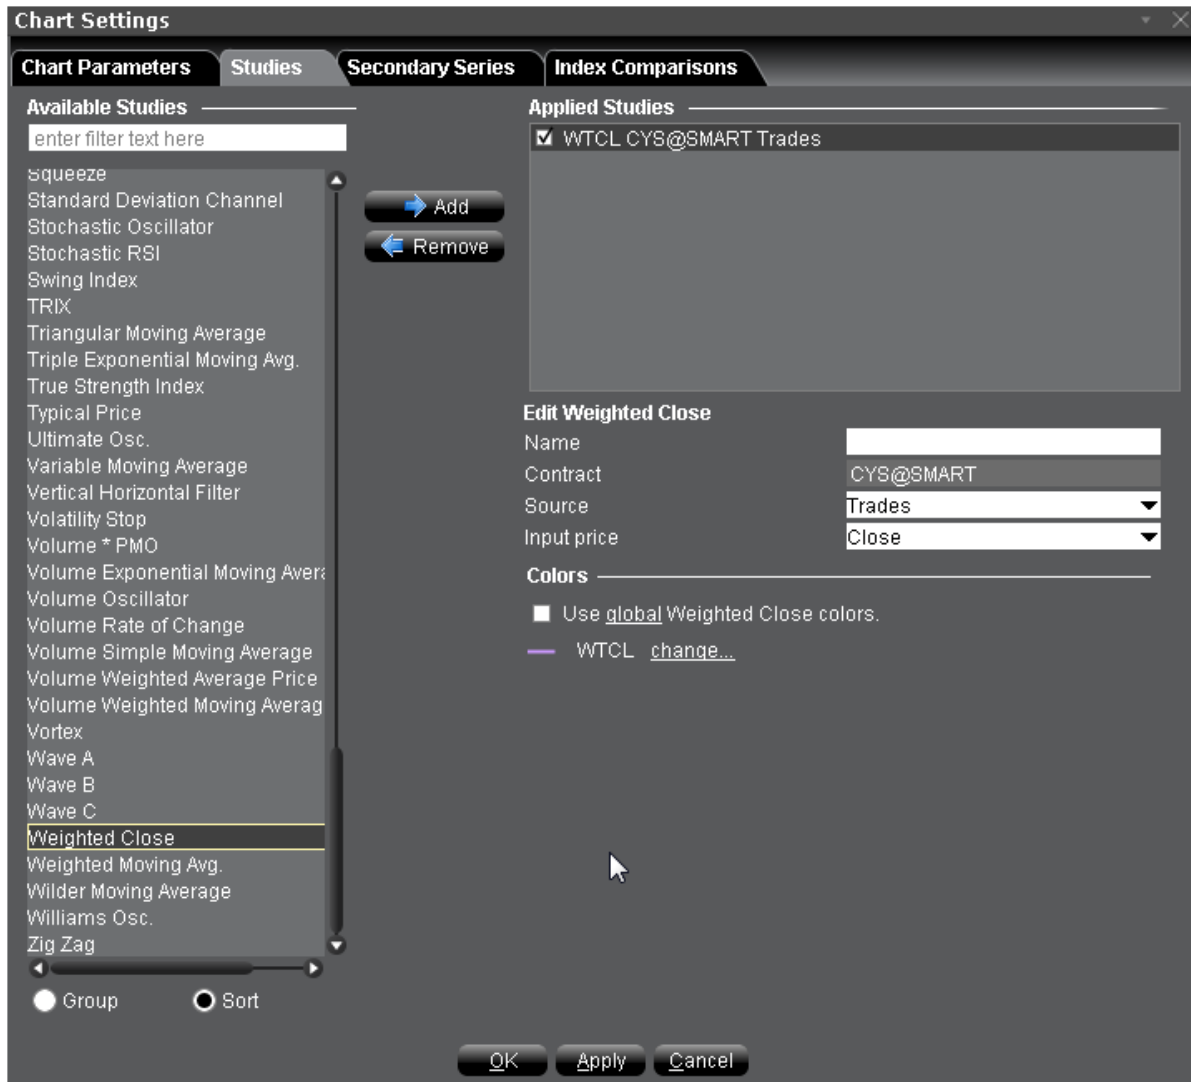 Chart Settings
Chart Parameters Studies Secondary Series Index Comparisons
Available Studies
enter filter text here
Squeeze
Standard Deviation Channel
Stochastic Oscillator
Stochastic RSI
Swing Index
TRIX
Triangular Moving Average
Triple Exponential Moving Avg.
True Strength Index
Typical Price
Ultimate Osc.
Variable Moving Average
Vertical Horizontal Filter
Volatility Stop
Volume * PMO
Volume Exponential Moving Avera
Volume Oscillator
Volume Rate of Change
Volume Simple Moving Average
Volume Weighted Average Price
Volume Weighted Moving Averag
Vortex
Wave A
Wave B
Wave C
Weighted Close
Weighted Moving Avg.
Wilder Moving Average
Williams Osc.
Zig Zag
Group Sort
Add
Remove
Applied Studies
WTCL CYS@SMART Trades
Edit Weighted Close
Name
Contract CYS@SMART
Source Trades
Input price Close
Colors
Use global Weighted Close colors.
WTCL change...
OK Apply Cancel